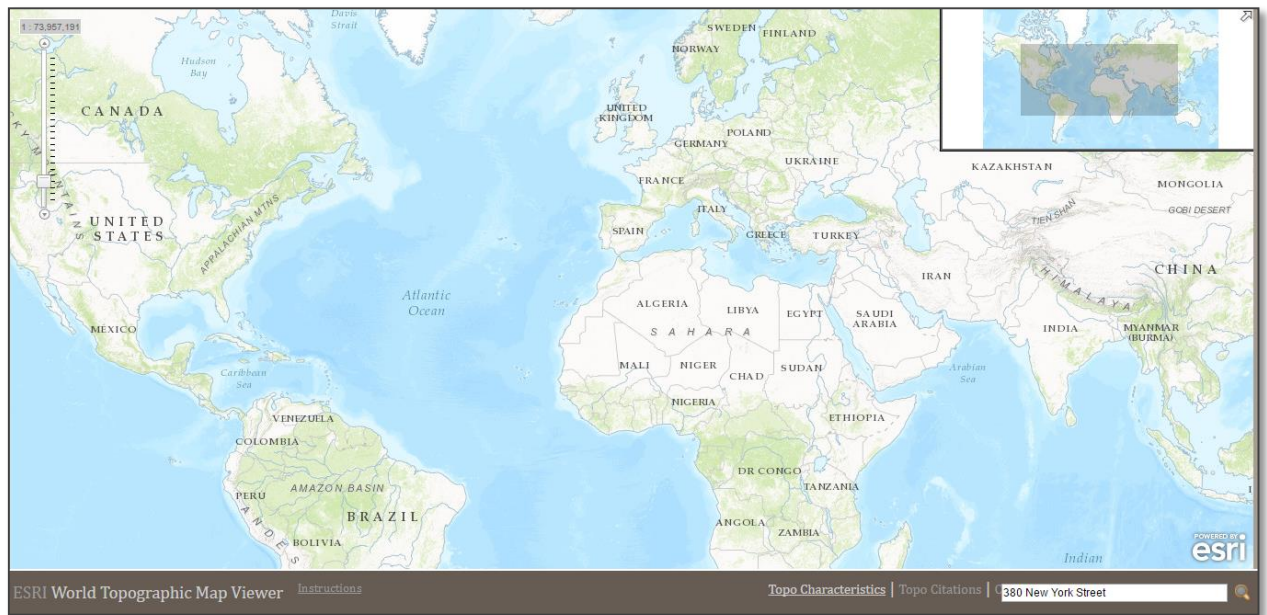 1 : 73,957,191
Davis
Strait
Hudson
Bay
SWEDEN
FINLAND
NORWAY
CANADA
UNITED
KINGDOM
POLAND
GERMANY
UKRAINE
KAZAKHSTAN
MONGOLIA
FRANCE
GOBI DESERT
TIEN SHAN
ITALY
UNITED
STATES
APPALACHIAN MTNS
SPAIN
GREECE
TURKEY
IRAN
CHINA
HIMALAYA
Atlantic
Ocean
ALGERIA
LIBYA
EGYPT
SAUDI
ARABIA
SAHARA
INDIA
MYANMAR
(BURMA)
MEXICO
MALI
NIGER
CHAD
SUDAN
Caribbean
Sea
Arabian
Sea
NIGERIA
ETHIOPIA
VENEZUELA
COLOMBIA
DR CONGO
TANZANIA
AMAZON BASIN
PERU
BRAZIL
ANDES
BOLIVIA
ANGOLA
ZAMBIA
Indian
POWERED BY
esri
ESRI World Topographic Map Viewer
Instructions
Topo Characteristics | Topo Citations |
380 New York Street